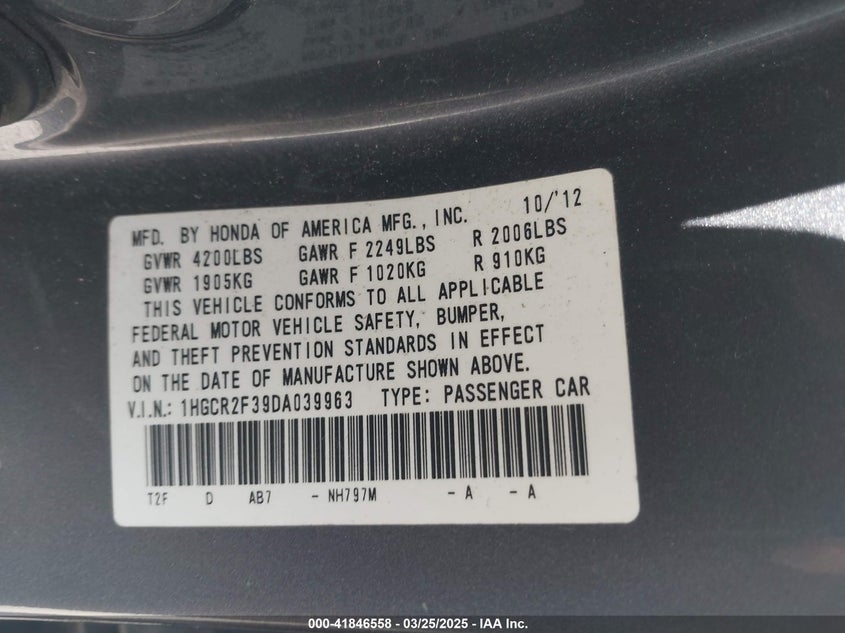 MFD. BY HONDA OF AMERICA MFG., INC. 10/'12
GVWR 4200LBS GAWR F 2249LBS R 2006LBS
GVWR 1905KG GAWR F 1020KG R 910KG
THIS VEHICLE CONFORMS TO ALL APPLICABLE
FEDERAL MOTOR VEHICLE SAFETY, BUMPER,
AND THEFT PREVENTION STANDARDS IN EFFECT
ON THE DATE OF MANUFACTURE SHOWN ABOVE.
V.I.N.: 1HGCR2F39DA039963 TYPE: PASSENGER CAR
T2F D AB7 - NH797M - A - A
000-41846558 - 03/25/2025 - IAA Inc.